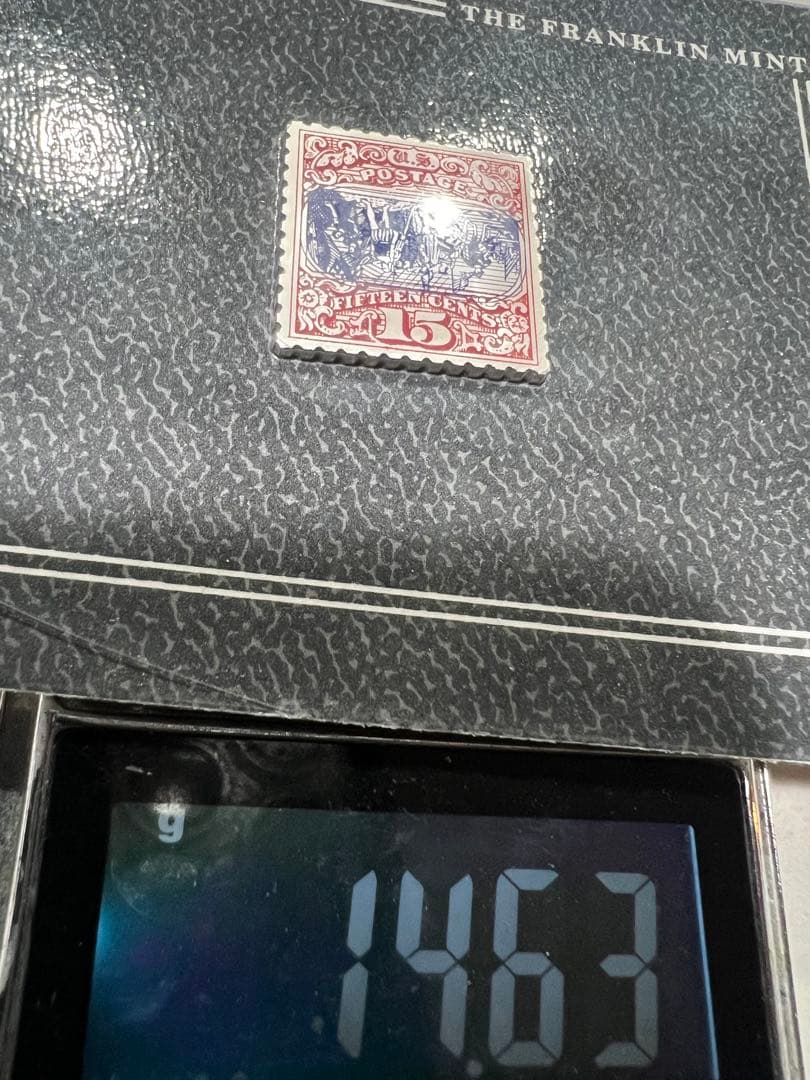 THE FRANKLIN MINT
U.S.
POSTAGE
FIFTEEN CENTS
15
g
14.63